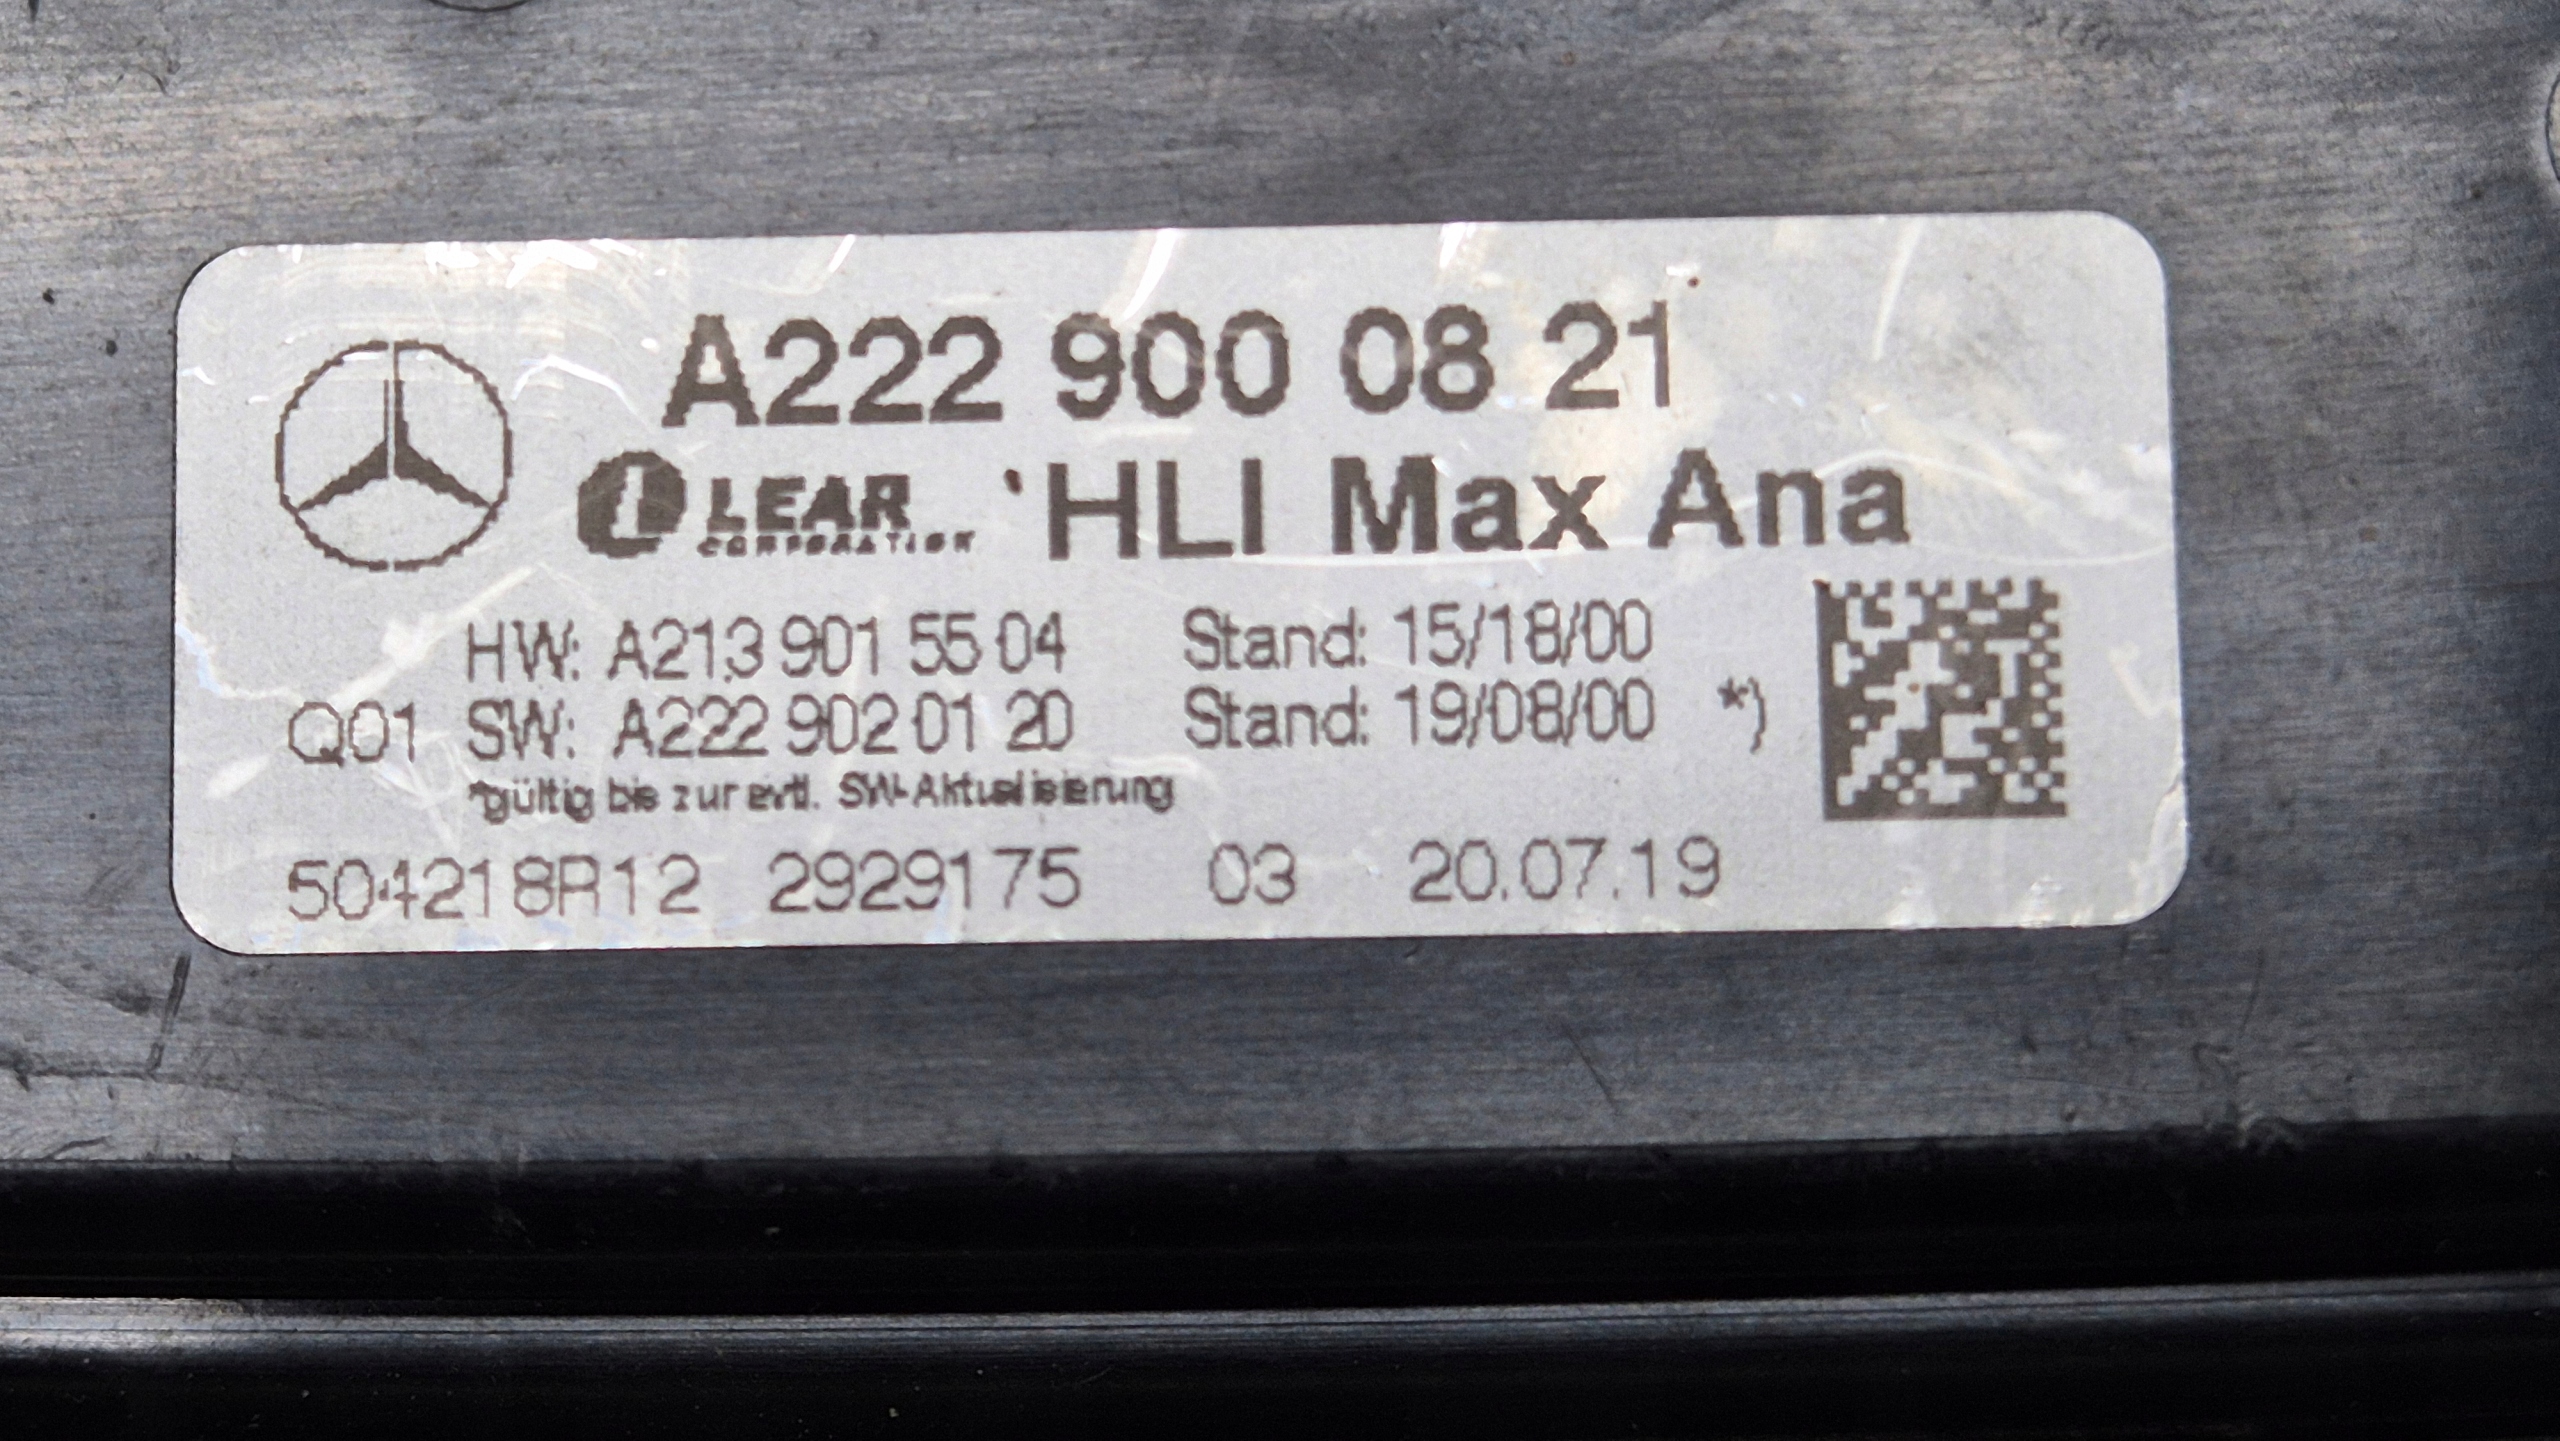 A222 900 08 21
LEAR CORPORATION HLI Max Ana
HW: A213 901 55 04 Stand: 15/18/00
Q01 SW: A222 902 01 20 Stand: 19/08/00 *)
*gültig bis zur evtl. SW-Aktualisierung
504218R12 2929175 03 20.07.19